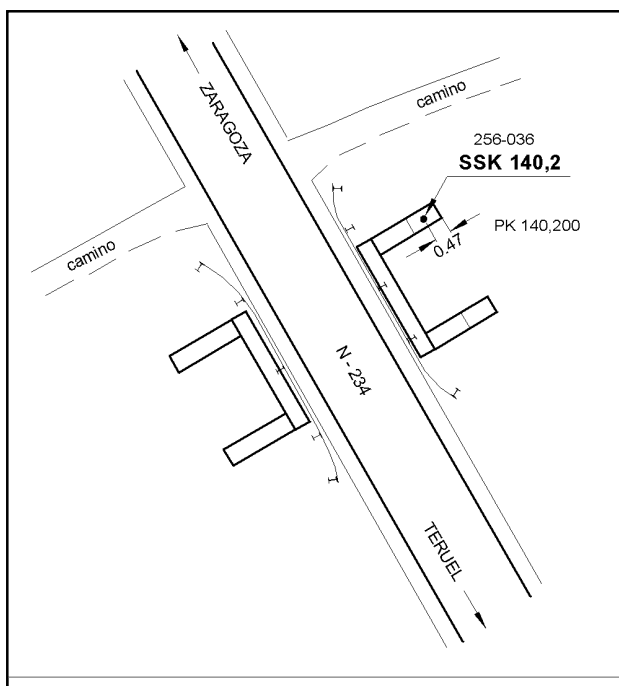 ZARAGOZA
camino
256-036
SSK 140,2
PK 140,200
0.47
camino
N - 234
TERUEL